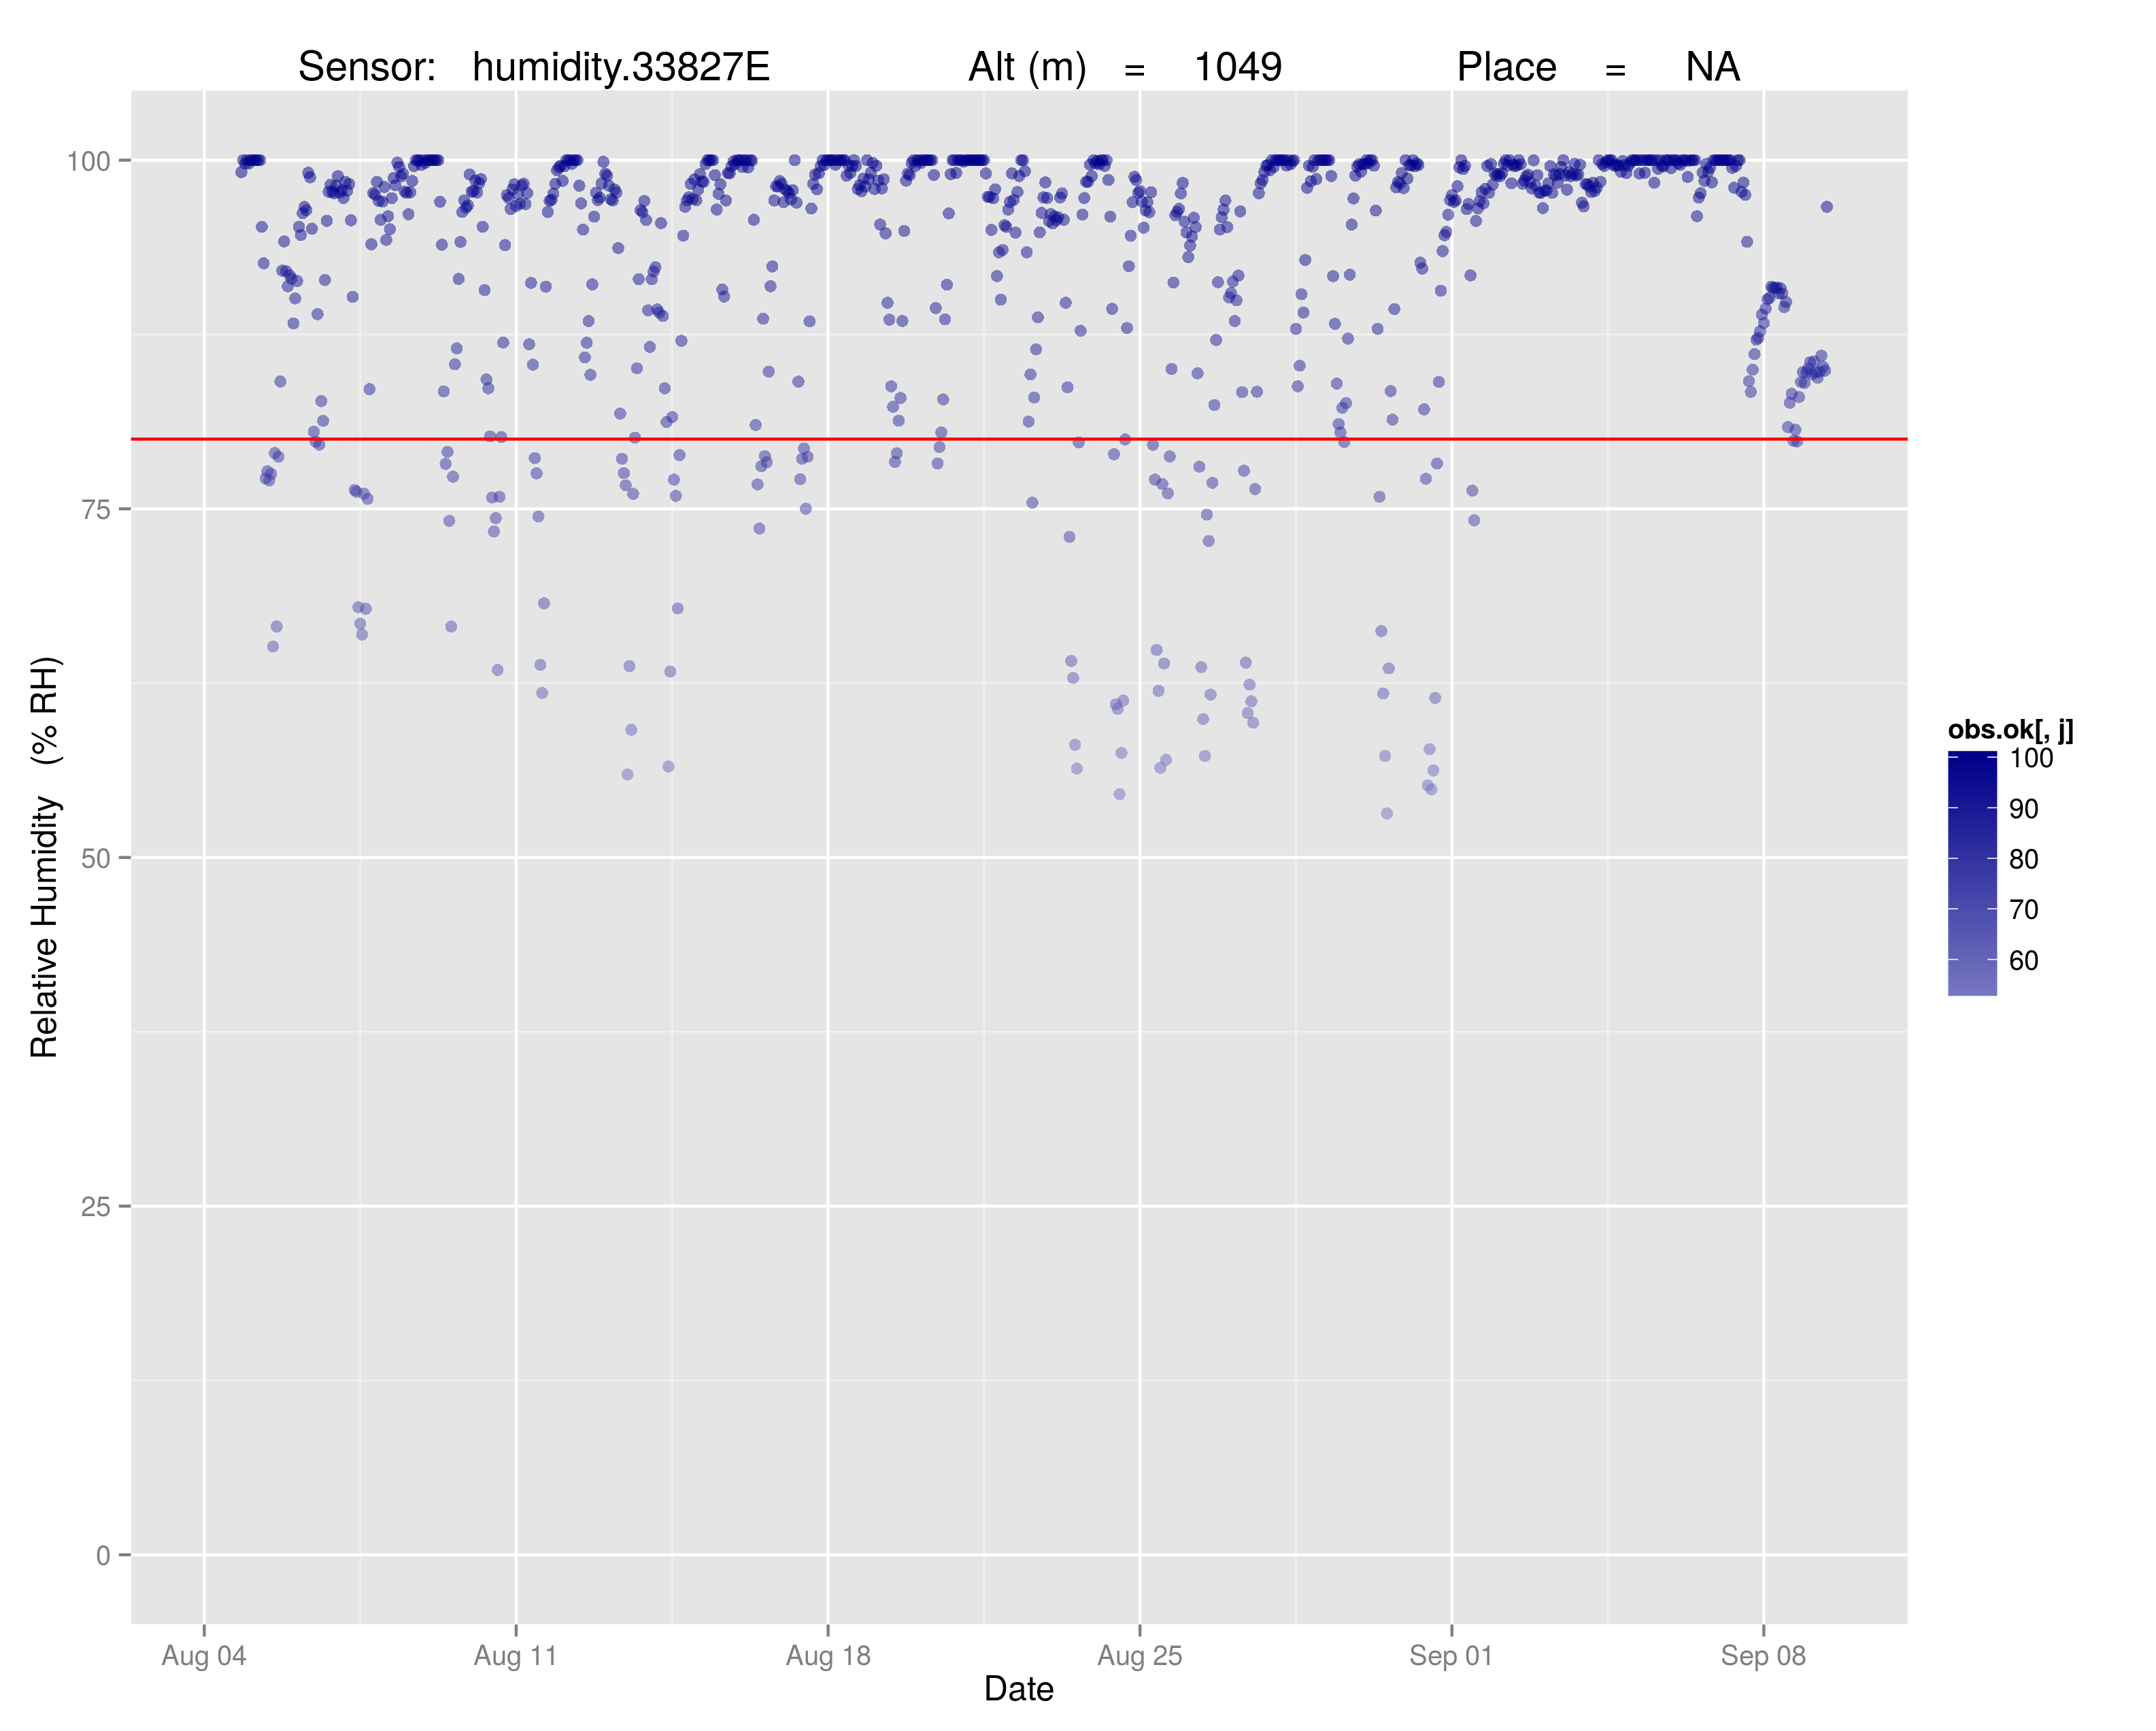 Sensor: humidity.33827E Alt (m) = 1049 Place = NA
100
75
50
25
0
Relative Humidity (% RH)
Aug 04 Aug 11 Aug 18 Aug 25 Sep 01 Sep 08
Date
obs.ok[, j]
100
90
80
70
60